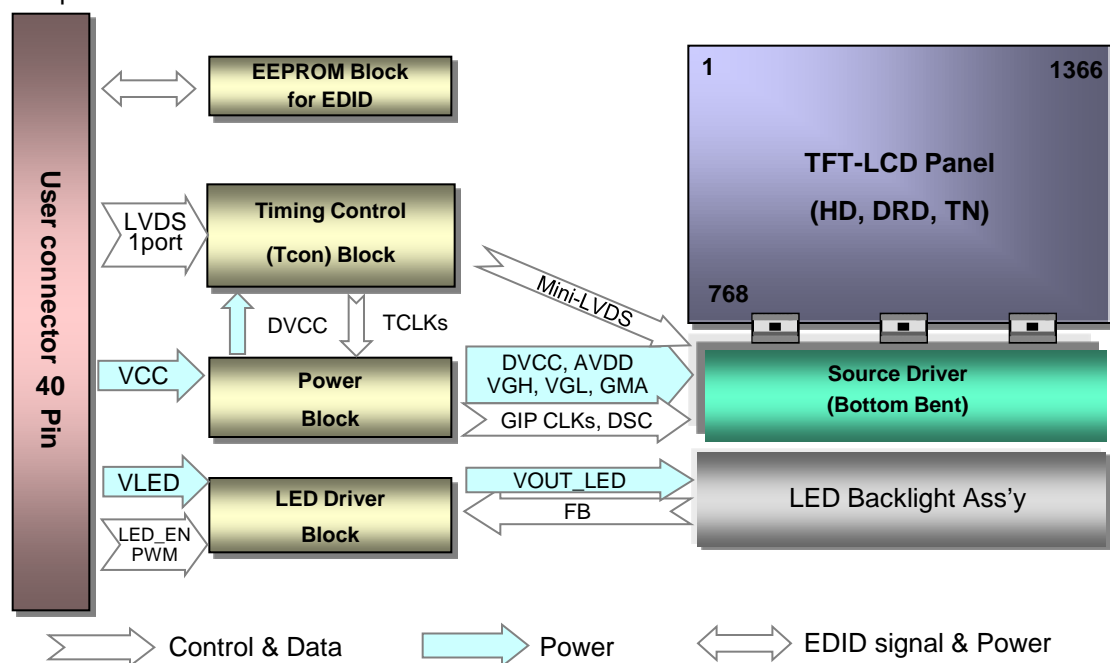 User connector 40 Pin
EEPROM Block
for EDID
LVDS
1port
Timing Control
(Tcon) Block
DVCC
TCLKs
VCC
Power
Block
VLED
LED_EN
PWM
LED Driver
Block
Mini-LVDS
DVCC, AVDD
VGH, VGL, GMA
GIP CLKs, DSC
VOUT_LED
FB
1
1366
TFT-LCD Panel
(HD, DRD, TN)
768
Source Driver
(Bottom Bent)
LED Backlight Ass'y
Control & Data
Power
EDID signal & Power